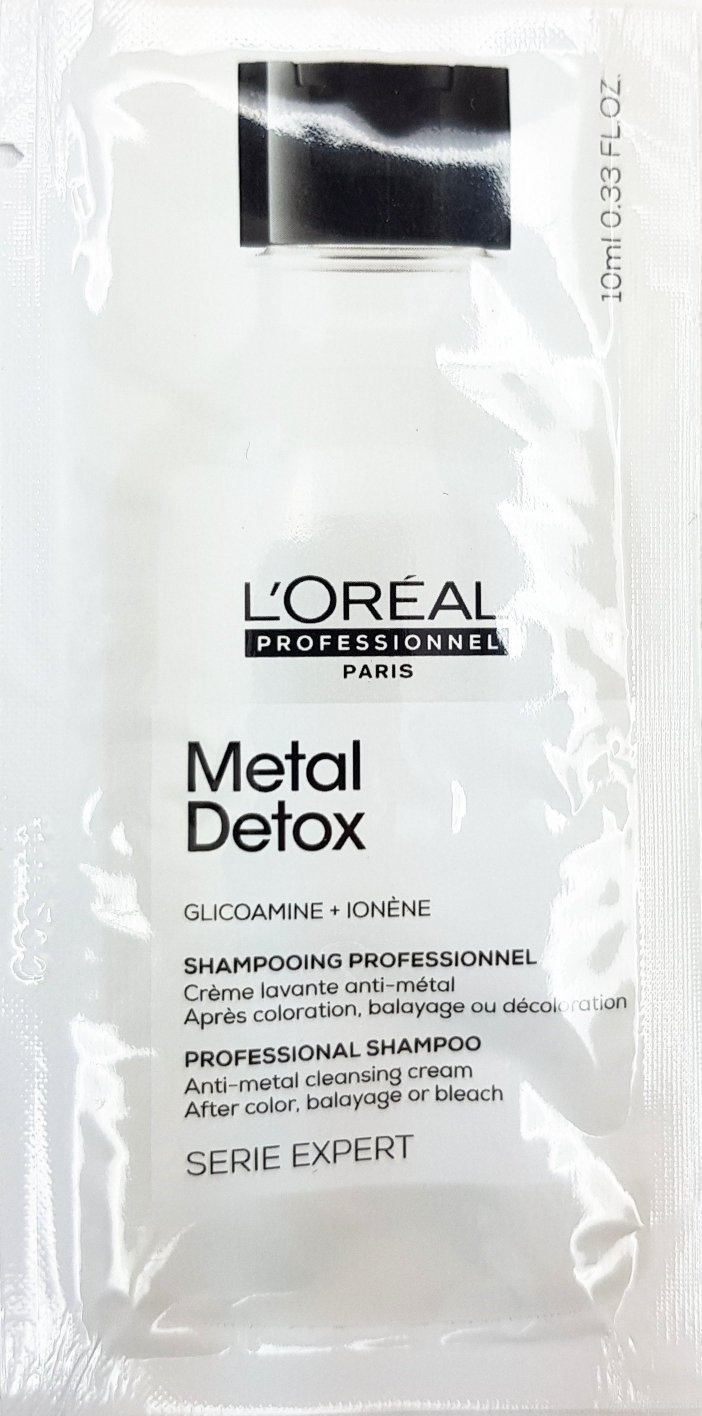 10ml 0.33 FL.OZ.
L'ORÉAL
PROFESSIONNEL
PARIS
Metal
Detox
GLICOAMINE + IONÈNE
SHAMPOOING PROFESSIONNEL
Crème lavante anti-métal
Après coloration, balayage ou décoloration
PROFESSIONAL SHAMPOO
Anti-metal cleansing cream
After color, balayage or bleach
SERIE EXPERT